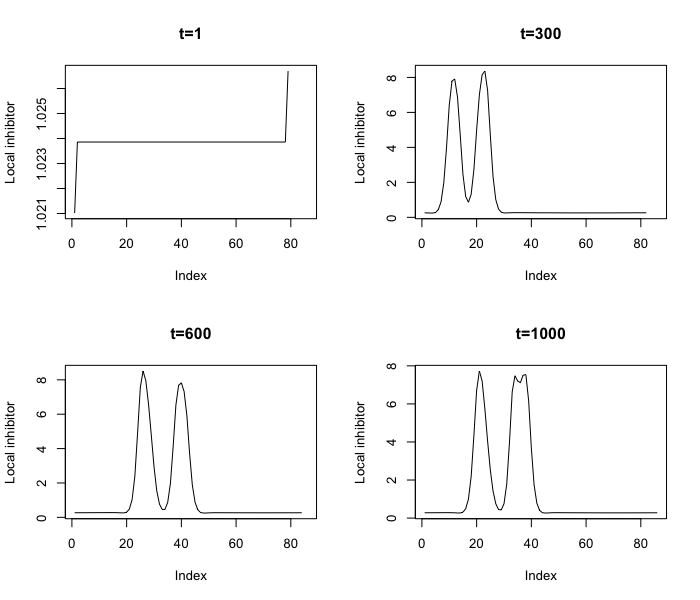 t=1
Local inhibitor
1.021 1.023 1.025
0 20 40 60 80
Index
t=300
Local inhibitor
0 2 4 6 8
0 20 40 60 80
Index
t=600
Local inhibitor
0 2 4 6 8
0 20 40 60 80
Index
t=1000
Local inhibitor
0 2 4 6 8
0 20 40 60 80
Index